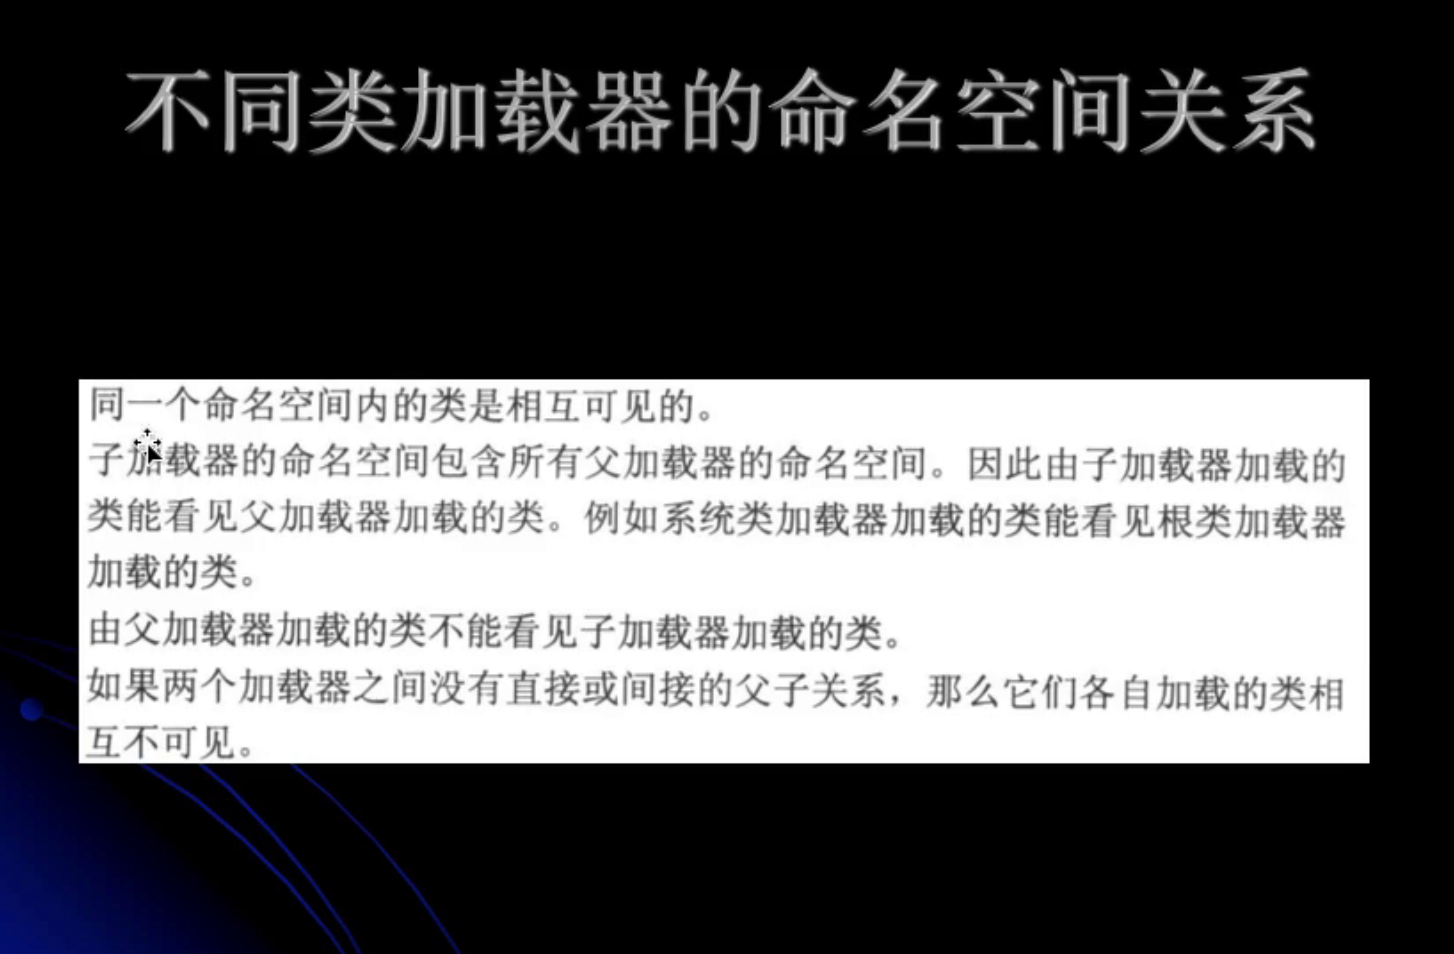 不同类加载器的命名空间关系
同一个命名空间内的类是相互可见的。
子加载器的命名空间包含所有父加载器的命名空间。因此由子加载器加载的
类能看见父加载器加载的类。例如系统类加载器加载的类能看见根类加载器
加载的类。
由父加载器加载的类不能看见子加载器加载的类。
如果两个加载器之间没有直接或间接的父子关系，那么它们各自加载的类相
互不可见。